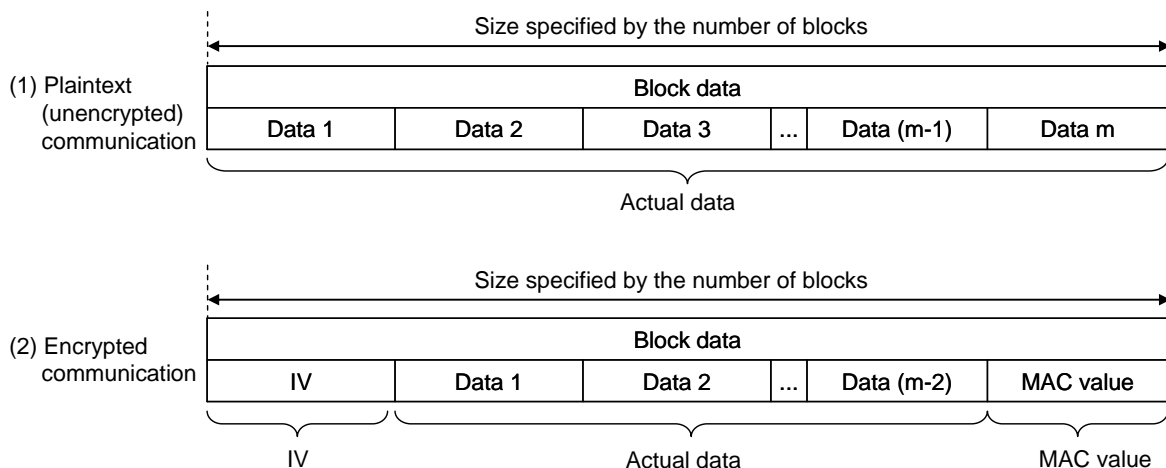 Size specified by the number of blocks
(1) Plaintext
(unencrypted)
communication
Block data
Data 1
Data 2
Data 3
...
Data (m-1)
Data m
Actual data
Size specified by the number of blocks
(2) Encrypted
communication
Block data
IV
Data 1
Data 2
...
Data (m-2)
MAC value
IV
Actual data
MAC value